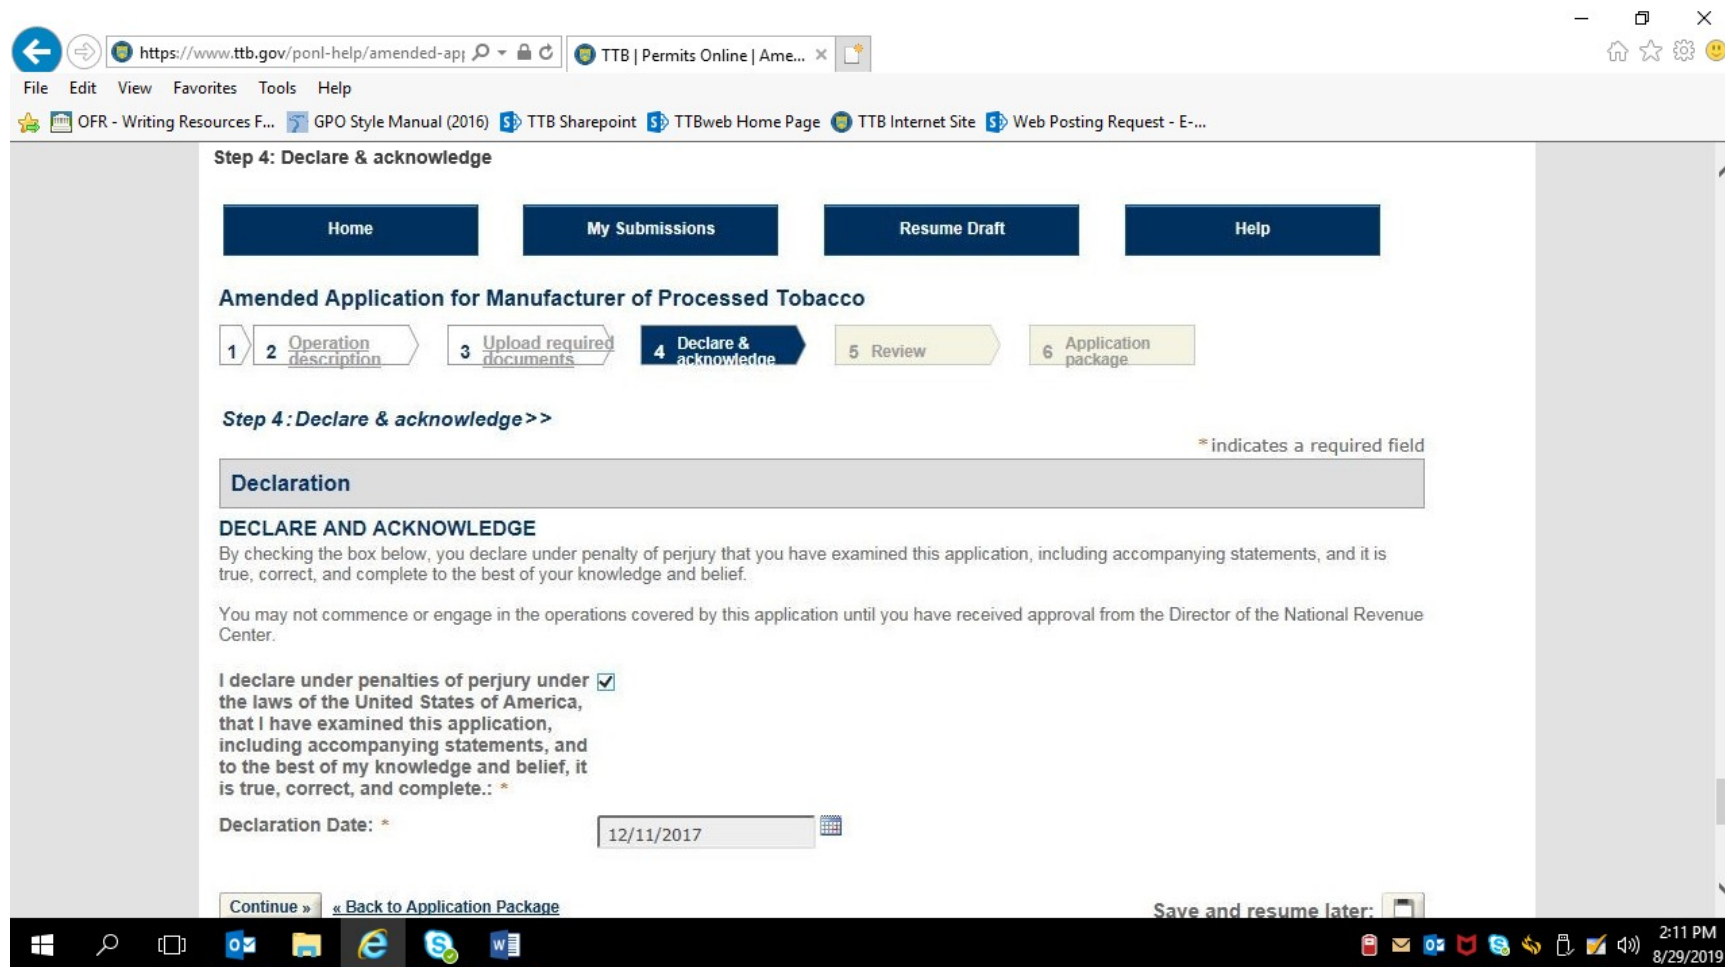 https://www.ttb.gov/ponl-help/amended-apı
TTB | Permits Online | Ame...
File Edit View Favorites Tools Help
OFR - Writing Resources F... GPO Style Manual (2016) TTB Sharepoint TTBweb Home Page TTB Internet Site Web Posting Request - E-...
Step 4: Declare & acknowledge
Home My Submissions Resume Draft Help
Amended Application for Manufacturer of Processed Tobacco
1 2 Operation description 3 Upload required documents 4 Declare & acknowledge 5 Review 6 Application package
Step 4:Declare & acknowledge>>
*indicates a required field
Declaration
DECLARE AND ACKNOWLEDGE
By checking the box below, you declare under penalty of perjury that you have examined this application, including accompanying statements, and it is
true, correct, and complete to the best of your knowledge and belief.
You may not commence or engage in the operations covered by this application until you have received approval from the Director of the National Revenue
Center.
I declare under penalties of perjury under
the laws of the United States of America,
that I have examined this application,
including accompanying statements, and
to the best of my knowledge and belief, it
is true, correct, and complete.: *
Declaration Date: * 12/11/2017
Continue » « Back to Application Package Save and resume later:
2:11 PM
8/29/2019